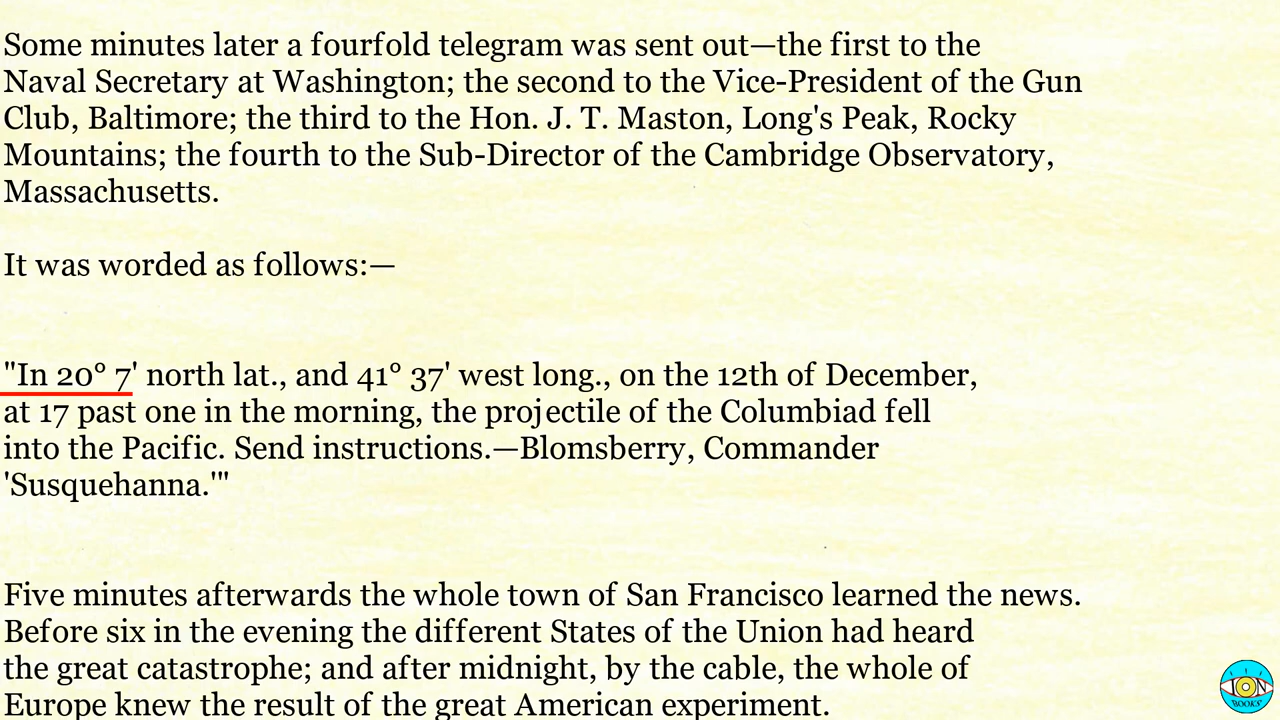 Some minutes later a fourfold telegram was sent out—the first to the
Naval Secretary at Washington; the second to the Vice-President of the Gun
Club, Baltimore; the third to the Hon. J. T. Maston, Long's Peak, Rocky
Mountains; the fourth to the Sub-Director of the Cambridge Observatory,
Massachusetts.
It was worded as follows:—
"In 20° 7' north lat., and 41° 37' west long., on the 12th of December,
at 17 past one in the morning, the projectile of the Columbiad fell
into the Pacific. Send instructions.—Blomsberry, Commander
'Susquehanna.'"
Five minutes afterwards the whole town of San Francisco learned the news.
Before six in the evening the different States of the Union had heard
the great catastrophe; and after midnight, by the cable, the whole of
Europe knew the result of the great American experiment.
ION
BOOKS